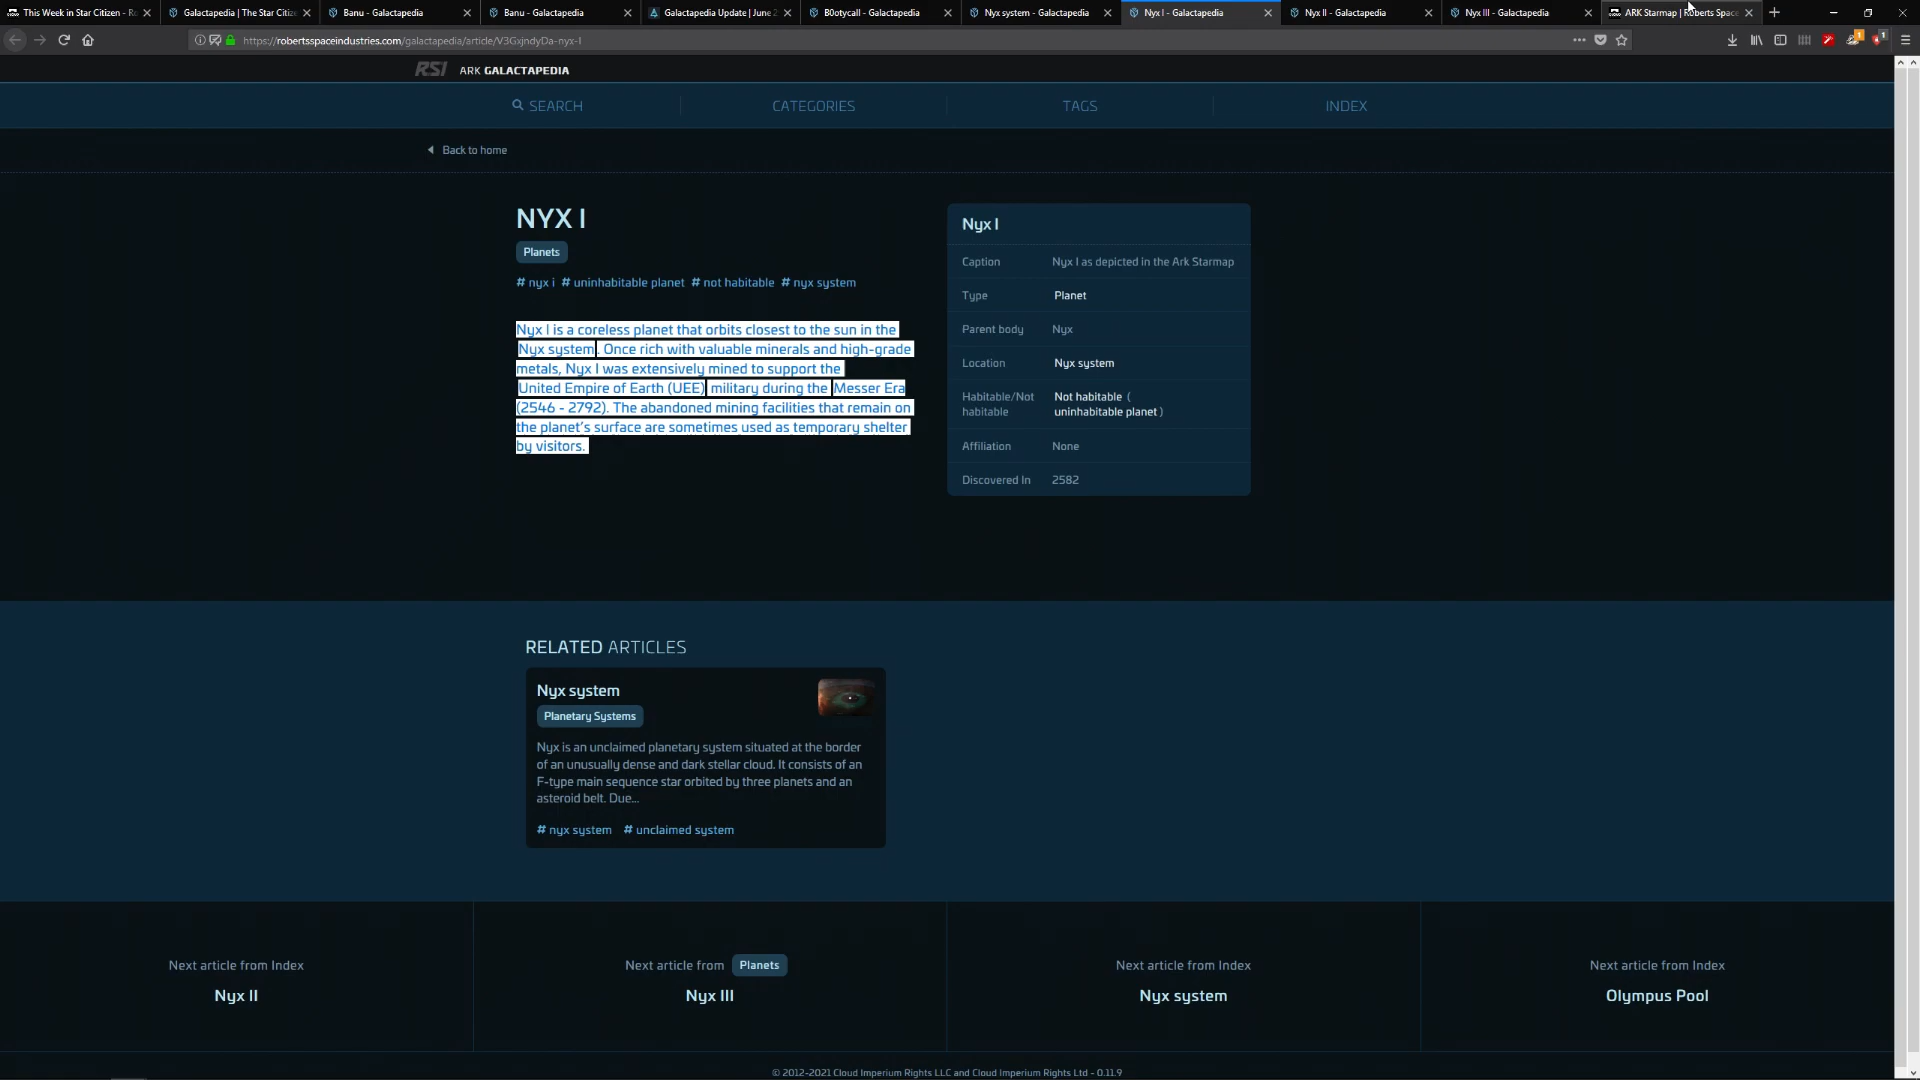 This Week in Star Citizen - Ro
Galactapedia | The Star Citize
Banu - Galactapedia
Banu - Galactapedia
Galactapedia Update | June 2
B0otycall - Galactapedia
Nyx system - Galactapedia
Nyx I - Galactapedia
Nyx II - Galactapedia
Nyx III - Galactapedia
ARK Starmap | Roberts Space
https://robertsspaceindustries.com/galactapedia/article/V3GxjndyDa-nyx-I
1
1
RSI ARK GALACTAPEDIA
SEARCH
CATEGORIES
TAGS
INDEX
Back to home
NYX I
Planets
# nyx i # uninhabitable planet # not habitable # nyx system
Nyx I is a coreless planet that orbits closest to the sun in the
Nyx system. Once rich with valuable minerals and high-grade
metals, Nyx I was extensively mined to support the
United Empire of Earth (UEE) military during the Messer Era
(2546 - 2792). The abandoned mining facilities that remain on
the planet's surface are sometimes used as temporary shelter
by visitors.
Nyx I
Caption Nyx I as depicted in the Ark Starmap
Type Planet
Parent body Nyx
Location Nyx system
Habitable/Not habitable Not habitable (
uninhabitable planet )
Affiliation None
Discovered In 2582
RELATED ARTICLES
Nyx system
Planetary Systems
Nyx is an unclaimed planetary system situated at the border
of an unusually dense and dark stellar cloud. It consists of an
F-type main sequence star orbited by three planets and an
asteroid belt. Due...
# nyx system # unclaimed system
Next article from Index
Nyx II
Next article from Planets
Nyx III
Next article from Index
Nyx system
Next article from Index
Olympus Pool
© 2012-2021 Cloud Imperium Rights LLC and Cloud Imperium Rights Ltd - 0.11.9